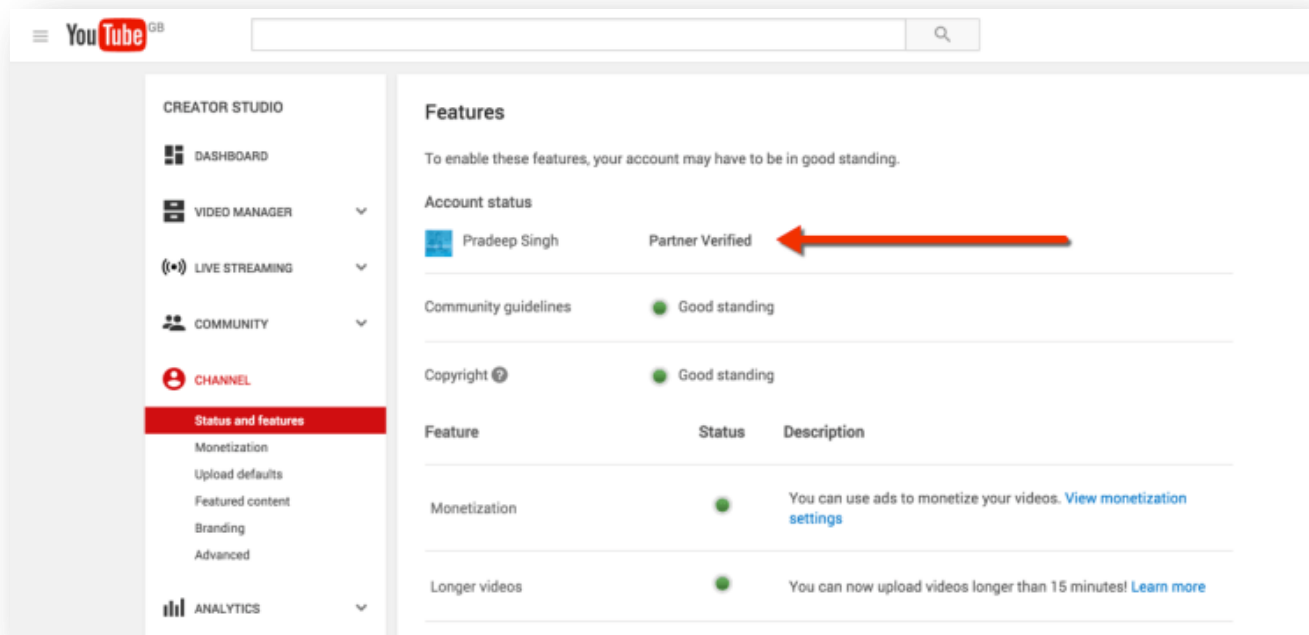 YouTube GB
CREATOR STUDIO
DASHBOARD
VIDEO MANAGER
LIVE STREAMING
COMMUNITY
CHANNEL
Status and features
Monetization
Upload defaults
Featured content
Branding
Advanced
ANALYTICS
Features
To enable these features, your account may have to be in good standing.
Account status
Pradeep Singh Partner Verified
Community guidelines Good standing
Copyright ? Good standing
Feature Status Description
Monetization You can use ads to monetize your videos. View monetization
settings
Longer videos You can now upload videos longer than 15 minutes! Learn more